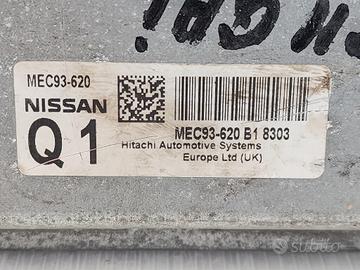 MEC93-620
NISSAN
Q1
MEC93-620 B1 8303
Hitachi Automotive Systems
Europe Ltd (UK)
subito